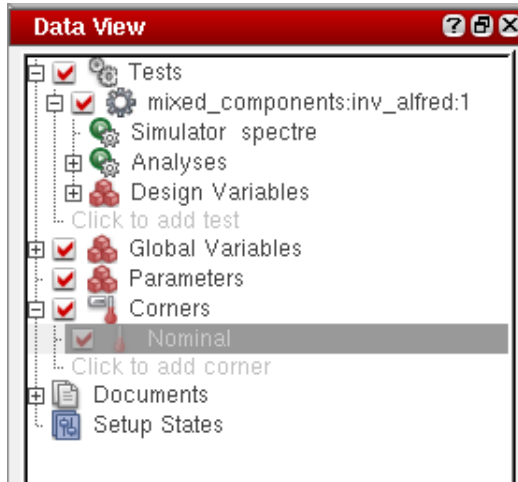 Data View
Tests
mixed_components:inv_alfred:1
Simulator spectre
Analyses
Design Variables
Click to add test
Global Variables
Parameters
Corners
Nominal
Click to add corner
Documents
Setup States